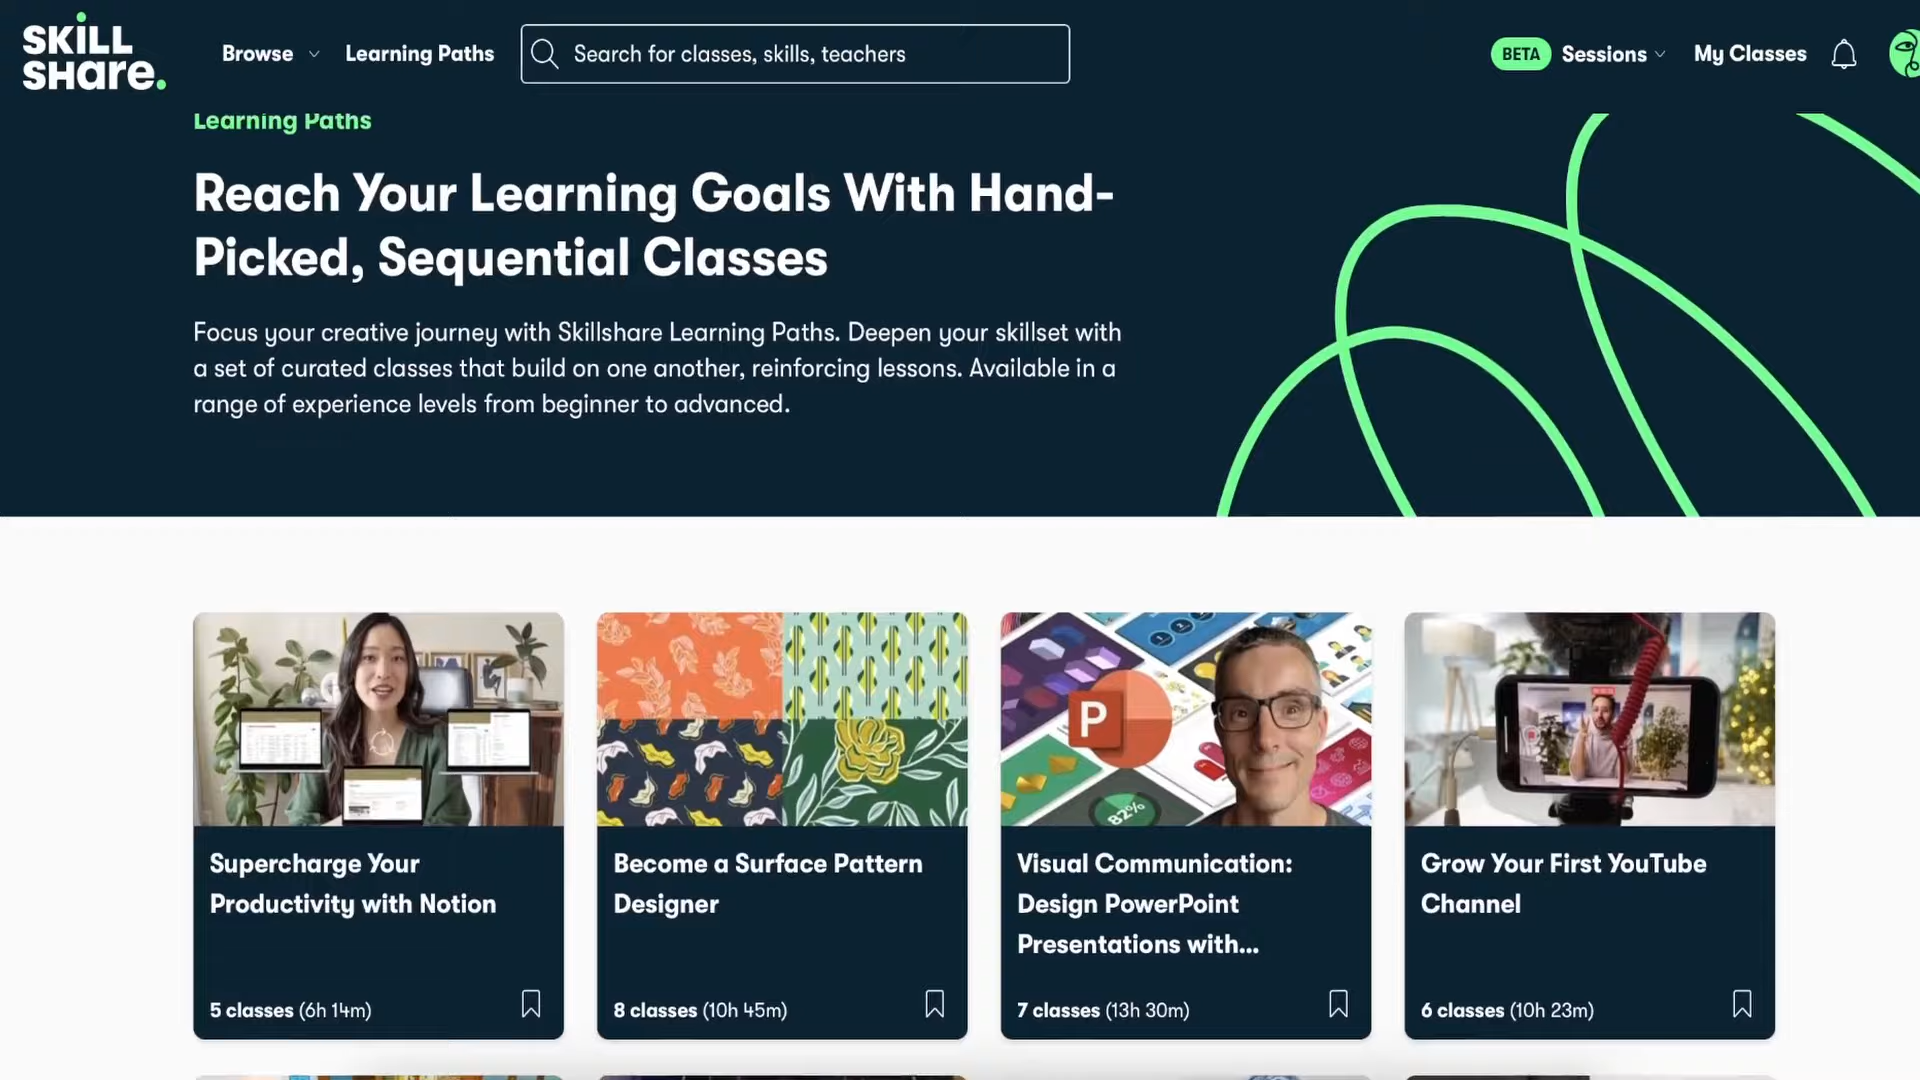 SKILL
SHare.
Browse
Learning Paths
Search for classes, skills, teachers
BETA
Sessions
My Classes
Learning Paths
Reach Your Learning Goals With Hand-
Picked, Sequential Classes
Focus your creative journey with Skillshare Learning Paths. Deepen your skillset with
a set of curated classes that build on one another, reinforcing lessons. Available in a
range of experience levels from beginner to advanced.
P
82%
Supercharge Your
Productivity with Notion
5 classes (6h 14m)
Become a Surface Pattern
Designer
8 classes (10h 45m)
Visual Communication:
Design PowerPoint
Presentations with...
7 classes (13h 30m)
Grow Your First YouTube
Channel
6 classes (10h 23m)